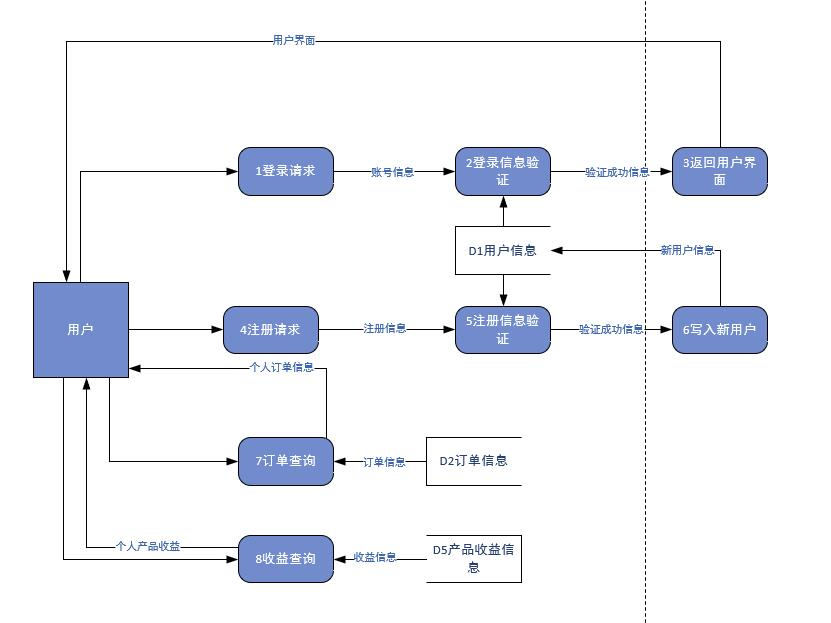 用户界面
1登录请求
账号信息
2登录信息验
证
验证成功信息
3返回用户界
面
D1用户信息
新用户信息
用户
4注册请求
注册信息
5注册信息验
证
验证成功信息
6写入新用户
个人订单信息
7订单查询
订单信息
D2订单信息
个人产品收益
8收益查询
收益信息
D5产品收益信
息